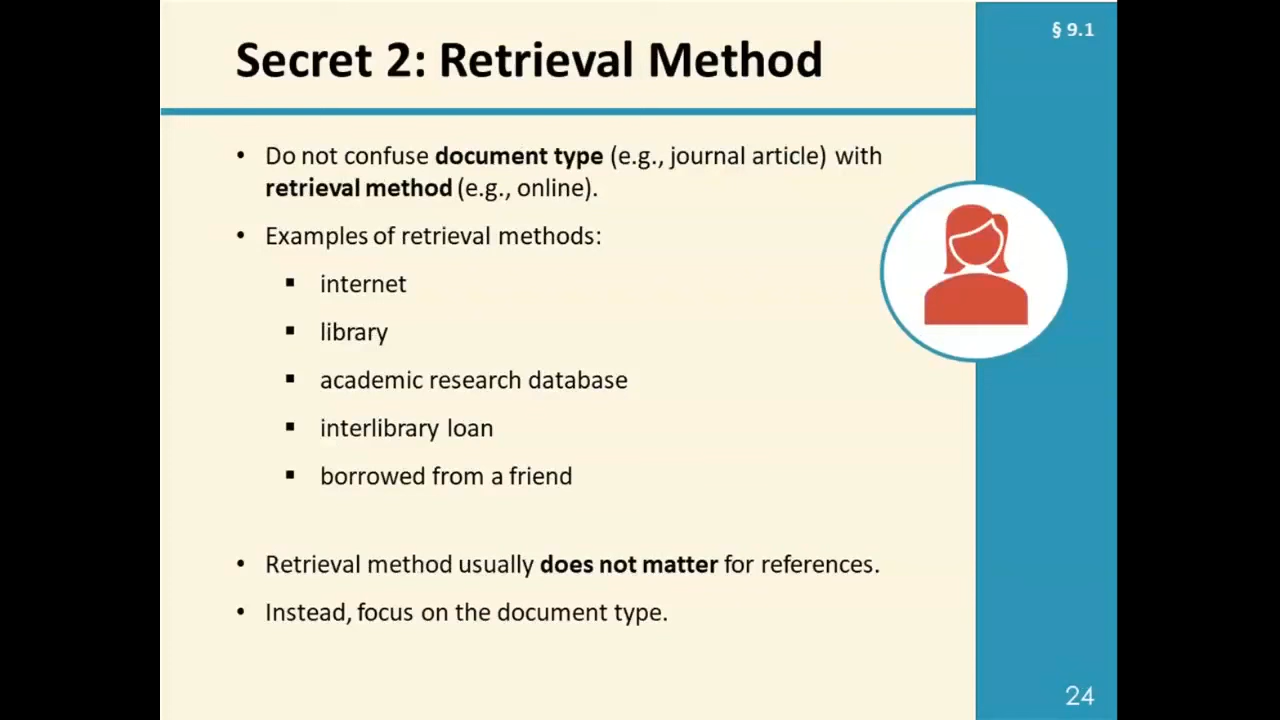 § 9.1
Secret 2: Retrieval Method
• Do not confuse document type (e.g., journal article) with
retrieval method (e.g., online).
• Examples of retrieval methods:
▪ internet
▪ library
▪ academic research database
▪ interlibrary loan
▪ borrowed from a friend
• Retrieval method usually does not matter for references.
• Instead, focus on the document type.
24